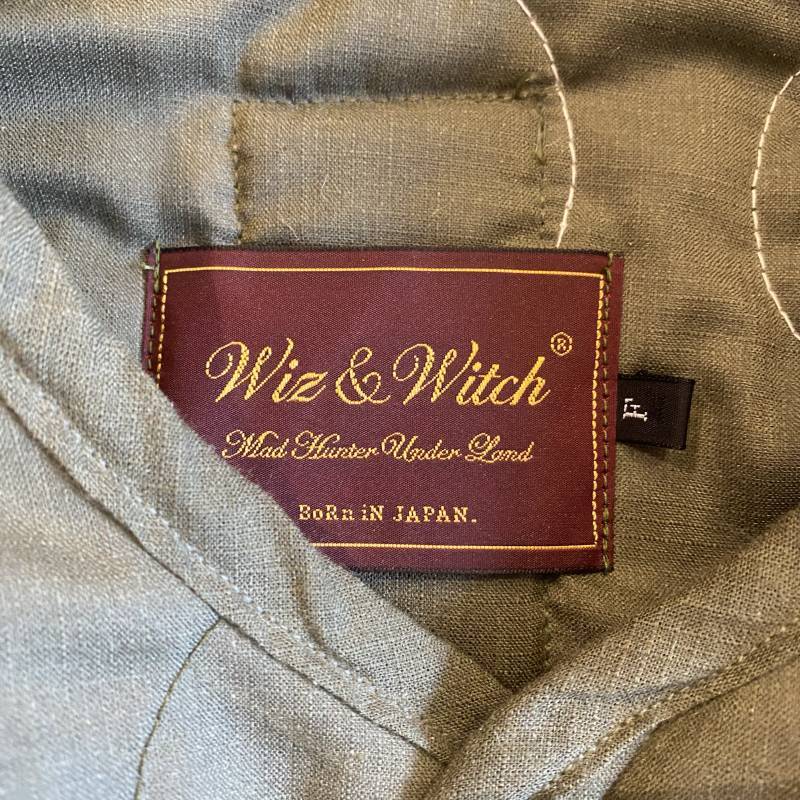 Wiz & Witch®
Mad Hunter Under Land
BoRn iN JAPAN.
F